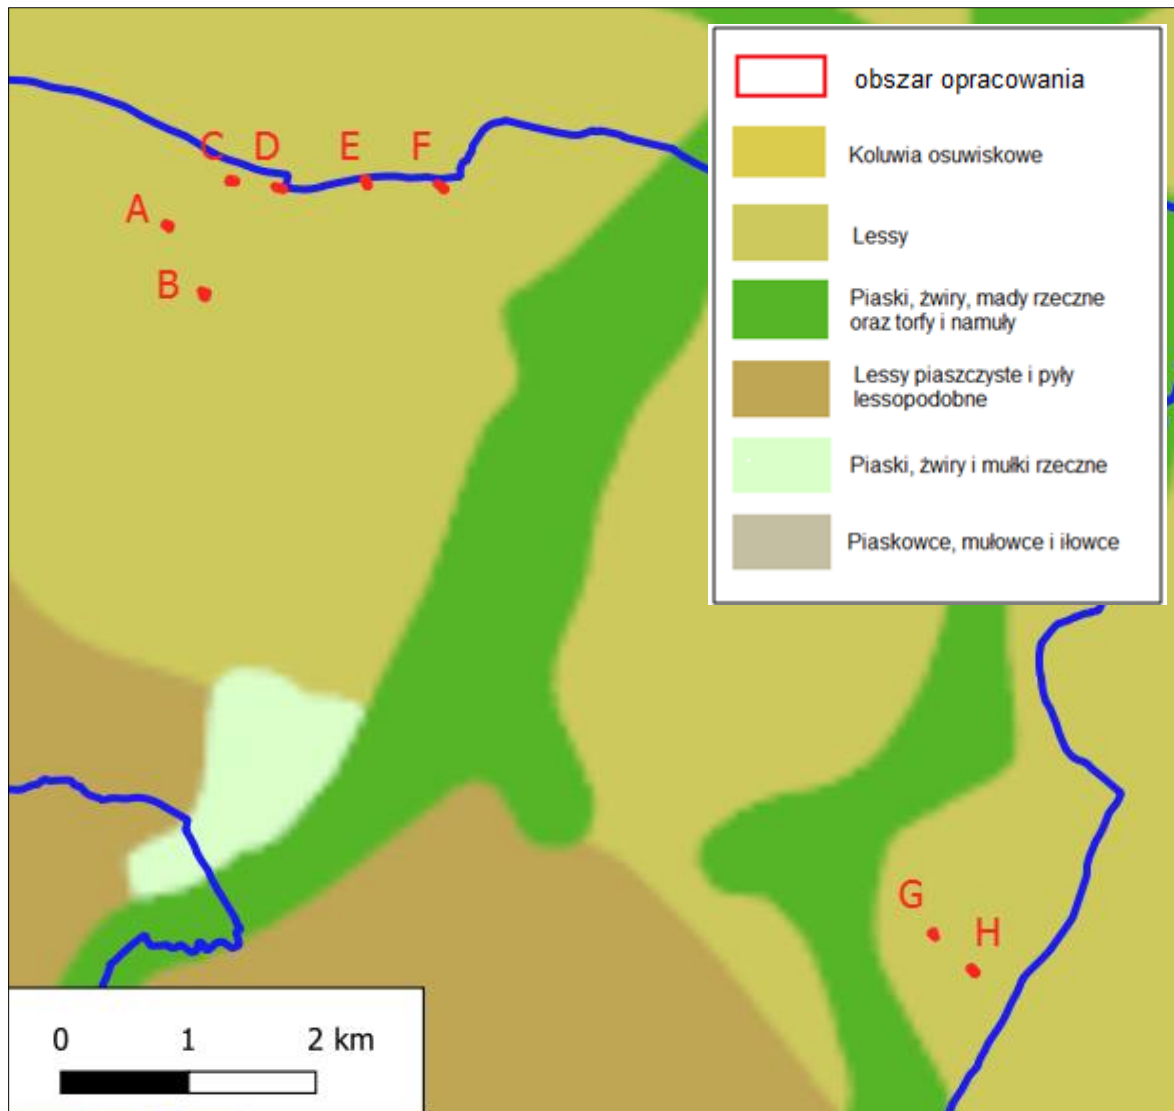 obszar opracowania
Koluwia osuwiskowe
Lessy
Piaski, żwiry, mady rzeczne
oraz torfy i namuły
Lessy piaszczyste i pyły
lessopodobne
Piaski, żwiry i mułki rzeczne
Piaskowce, mułowce i iłowce
C
D
E
F
A
B
G
H
0 1 2 km